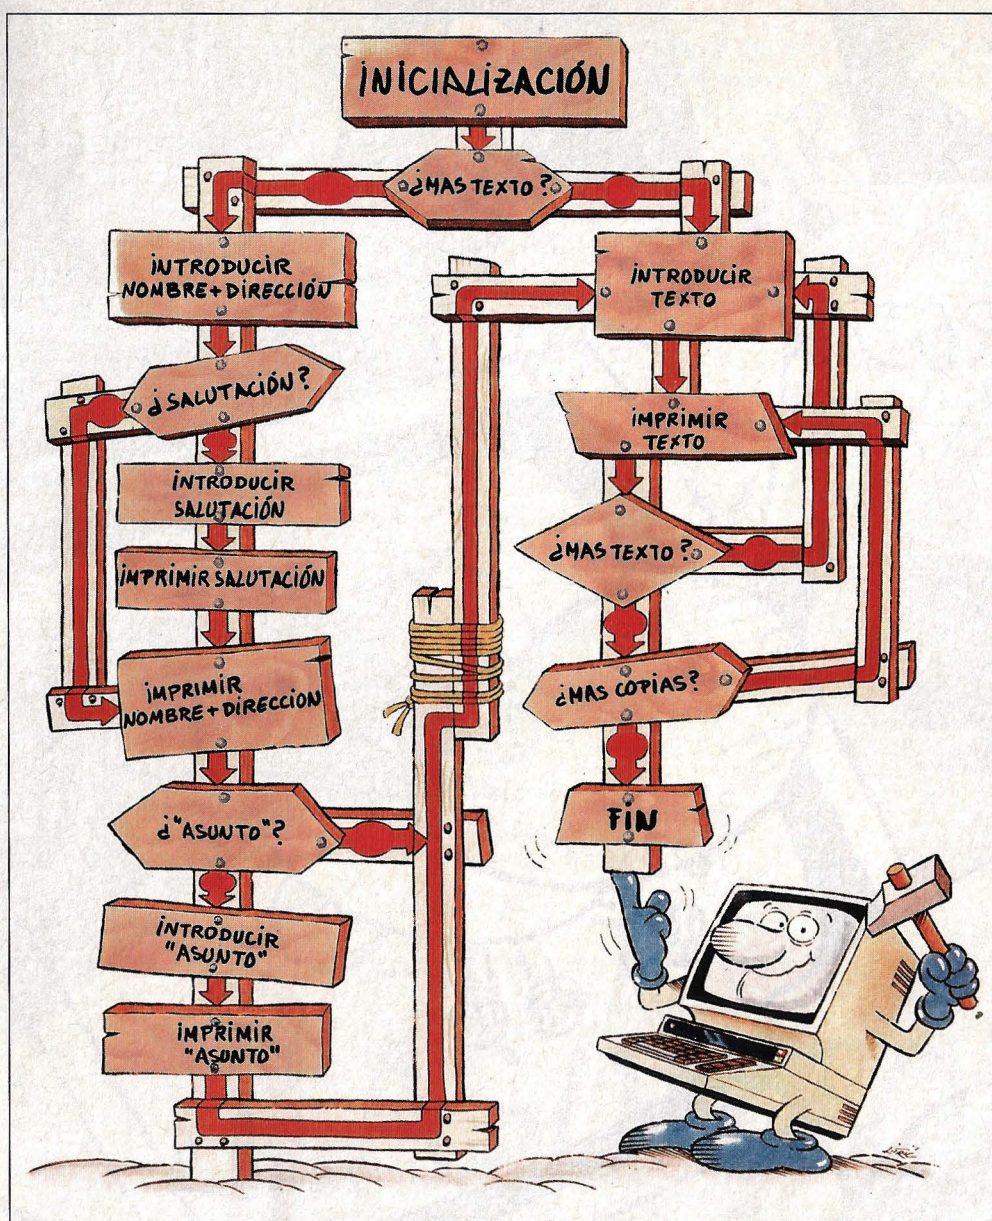 INICIALIZACIÓN
¿MAS TEXTO?
INTRODUCIR
NOMBRE+DIRECCIÓN
¿SALUTACIÓN?
INTRODUCIR
SALUTACIÓN
IMPRIMIR SALUTACIÓN
IMPRIMIR
NOMBRE+DIRECCION
¿"ASUNTO"?
INTRODUCIR
"ASUNTO"
IMPRIMIR
"ASUNTO"
INTRODUCIR
TEXTO
IMPRIMIR
TEXTO
¿MAS TEXTO?
¿MAS COPIAS?
FIN